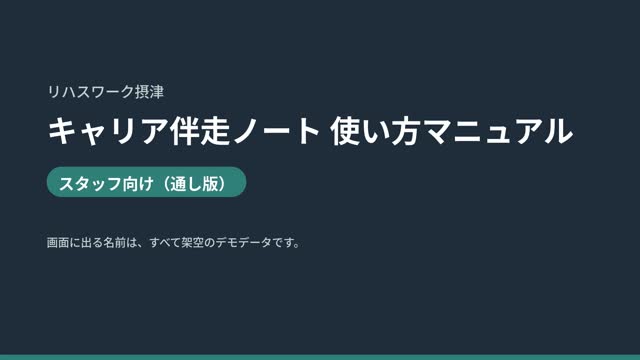 リハスワーク摂津
キャリア伴走ノート 使い方マニュアル
スタッフ向け（通し版）
画面に出る名前は、すべて架空のデモデータです。